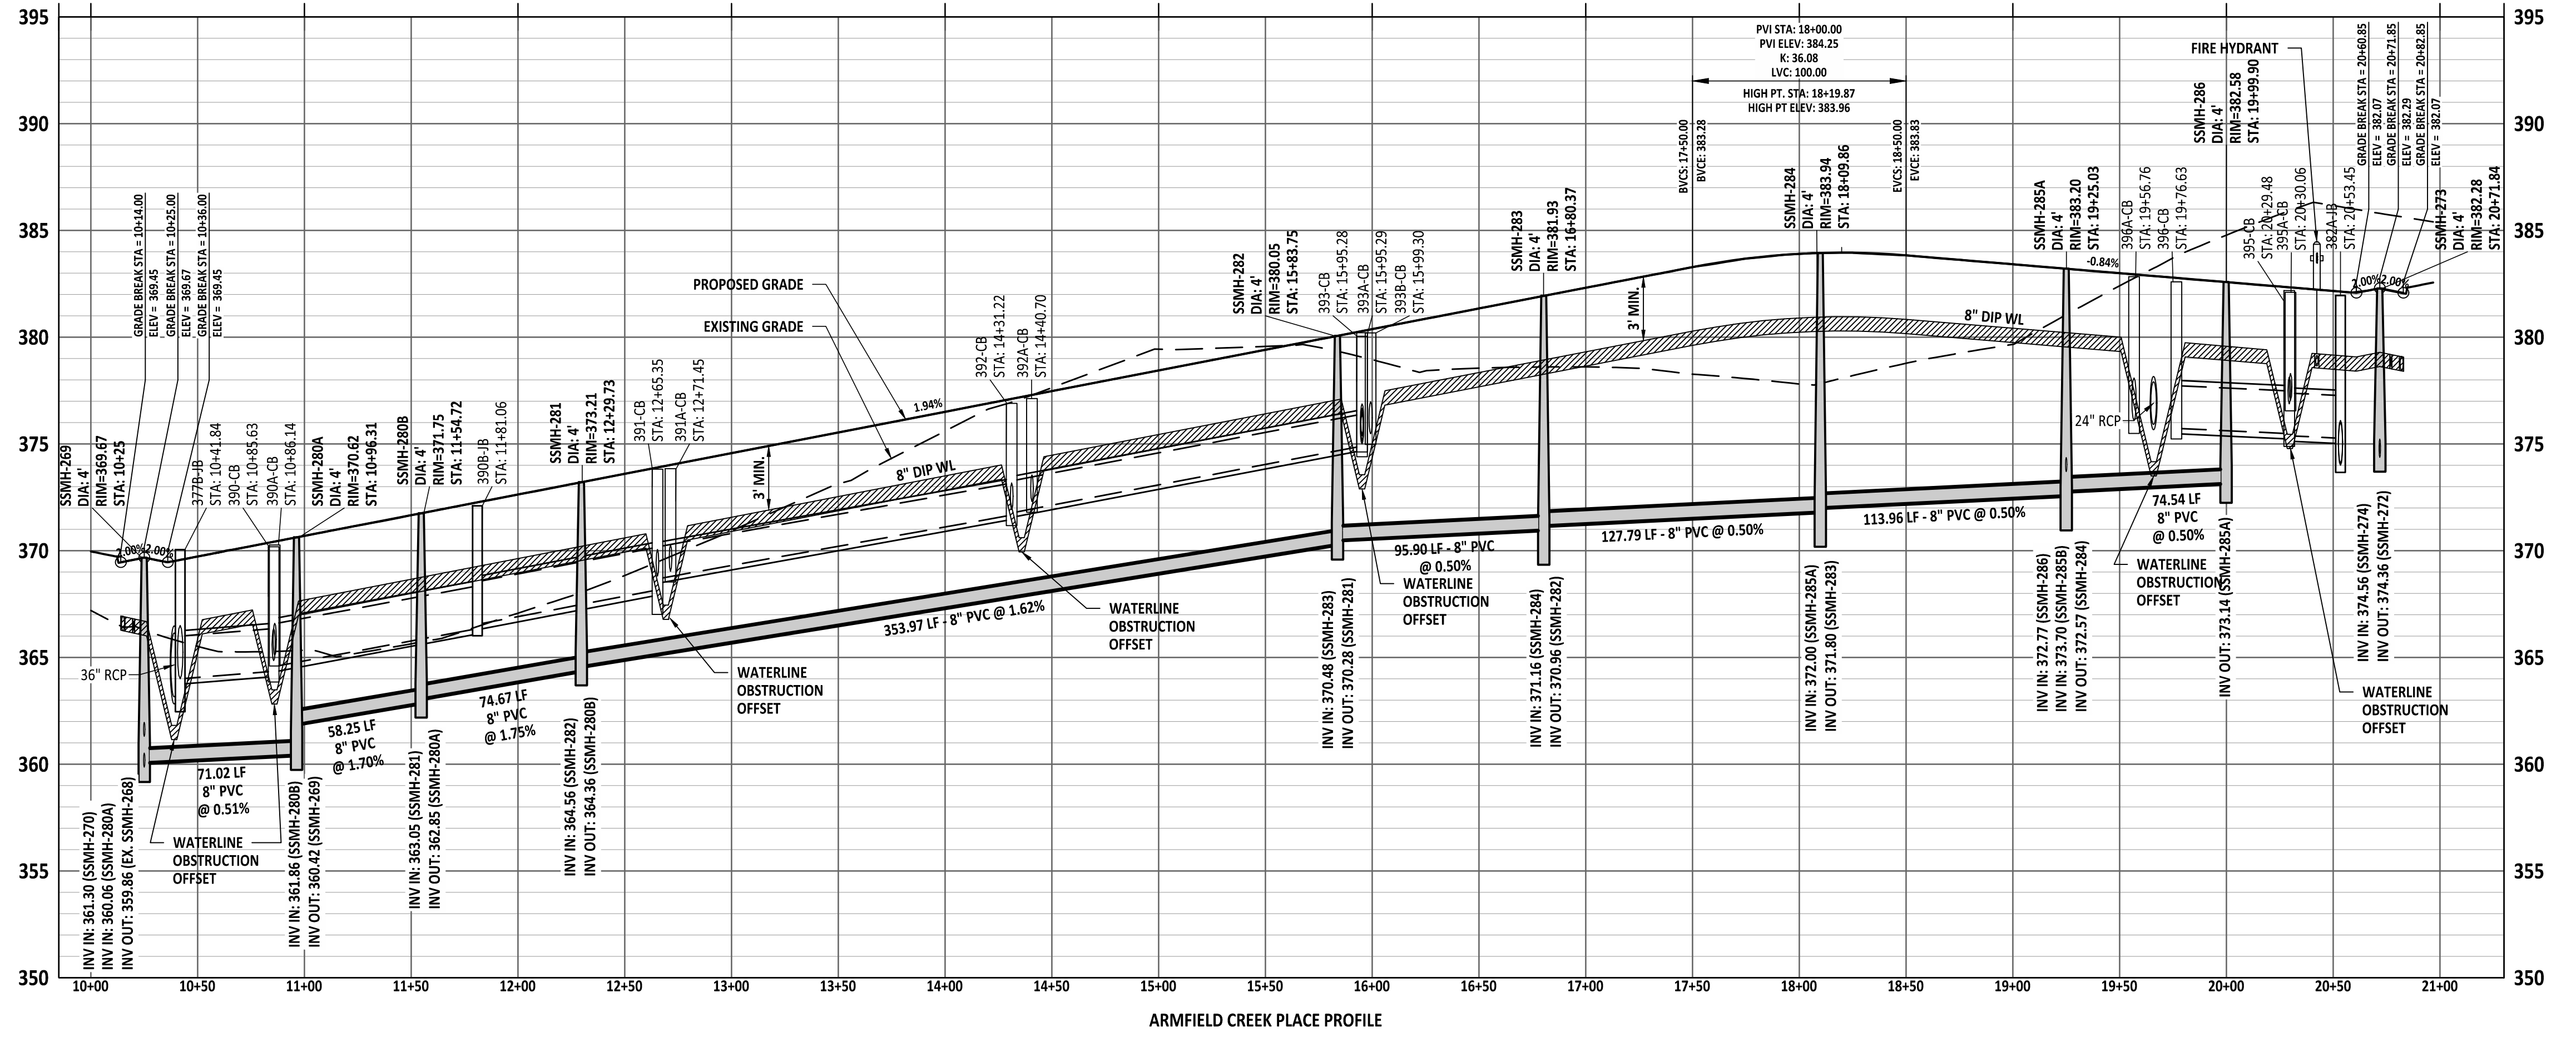 395
390
385
380
375
370
365
360
355
350
395
390
385
380
375
370
365
360
355
350
10+00
10+50
11+00
11+50
12+00
12+50
13+00
13+50
14+00
14+50
15+00
15+50
16+00
16+50
17+00
17+50
18+00
18+50
19+00
19+50
20+00
20+50
21+00
GRADE BREAK STA = 10+14.00
ELEV = 369.45
GRADE BREAK STA = 10+25.00
ELEV = 369.67
GRADE BREAK STA = 10+36.00
ELEV = 369.45
SSMH-269
DIA: 4'
RIM=369.67
STA: 10+25
2.00%
2.00%
377B-JB
STA: 10+41.84
390-CB
STA: 10+85.63
390A-CB
STA: 10+86.14
SSMH-280A
DIA: 4'
RIM=370.62
STA: 10+96.31
SSMH-280B
DIA: 4'
RIM=371.75
STA: 11+54.72
390B-JB
STA: 11+81.06
SSMH-281
DIA: 4'
RIM=373.21
STA: 12+29.73
391-CB
STA: 12+65.35
391A-CB
STA: 12+71.45
PROPOSED GRADE
EXISTING GRADE
1.94%
3' MIN.
8" DIP WL
392-CB
STA: 14+31.22
392A-CB
STA: 14+40.70
SSMH-282
DIA: 4'
RIM=380.05
STA: 15+83.75
393-CB
STA: 15+95.28
393A-CB
STA: 15+95.29
393B-CB
STA: 15+99.30
SSMH-283
DIA: 4'
RIM=381.93
STA: 16+80.37
3' MIN.
PVI STA: 18+00.00
PVI ELEV: 384.25
K: 36.08
LVC: 100.00
HIGH PT. STA: 18+19.87
HIGH PT ELEV: 383.96
BVCS: 17+50.00
BVCE: 383.28
EVCS: 18+50.00
EVCE: 383.83
SSMH-284
DIA: 4'
RIM=383.94
STA: 18+09.86
8" DIP WL
SSMH-285A
DIA: 4'
RIM=383.20
STA: 19+25.03
-0.84%
396A-CB
STA: 19+56.76
396-CB
STA: 19+76.63
SSMH-286
DIA: 4'
RIM=382.58
STA: 19+99.90
FIRE HYDRANT
395-CB
STA: 20+29.48
395A-CB
STA: 20+30.06
382A-JB
STA: 20+53.45
GRADE BREAK STA = 20+60.85
ELEV = 382.07
GRADE BREAK STA = 20+71.85
ELEV = 382.29
GRADE BREAK STA = 20+82.85
ELEV = 382.07
2.00%
2.00%
SSMH-273
DIA: 4'
RIM=382.28
STA: 20+71.84
36" RCP
24" RCP
71.02 LF
8" PVC
@ 0.51%
58.25 LF
8" PVC
@ 1.70%
74.67 LF
8" PVC
@ 1.75%
353.97 LF - 8" PVC @ 1.62%
95.90 LF - 8" PVC
@ 0.50%
127.79 LF - 8" PVC @ 0.50%
113.96 LF - 8" PVC @ 0.50%
74.54 LF
8" PVC
@ 0.50%
WATERLINE
OBSTRUCTION
OFFSET
WATERLINE
OBSTRUCTION
OFFSET
WATERLINE
OBSTRUCTION
OFFSET
WATERLINE
OBSTRUCTION
OFFSET
WATERLINE
OBSTRUCTION
OFFSET
WATERLINE
OBSTRUCTION
OFFSET
INV IN: 361.30 (SSMH-270)
INV IN: 360.06 (SSMH-280A)
INV OUT: 359.86 (EX. SSMH-268)
INV IN: 361.86 (SSMH-280B)
INV OUT: 360.42 (SSMH-269)
INV IN: 363.05 (SSMH-281)
INV OUT: 362.85 (SSMH-280A)
INV IN: 364.56 (SSMH-282)
INV OUT: 364.36 (SSMH-280B)
INV IN: 370.48 (SSMH-283)
INV OUT: 370.28 (SSMH-281)
INV IN: 371.16 (SSMH-284)
INV OUT: 370.96 (SSMH-282)
INV IN: 372.00 (SSMH-285A)
INV OUT: 371.80 (SSMH-283)
INV IN: 372.77 (SSMH-286)
INV IN: 373.70 (SSMH-285B)
INV OUT: 372.57 (SSMH-284)
INV OUT: 373.14 (SSMH-285A)
INV IN: 374.56 (SSMH-274)
INV OUT: 374.36 (SSMH-272)
ARMFIELD CREEK PLACE PROFILE